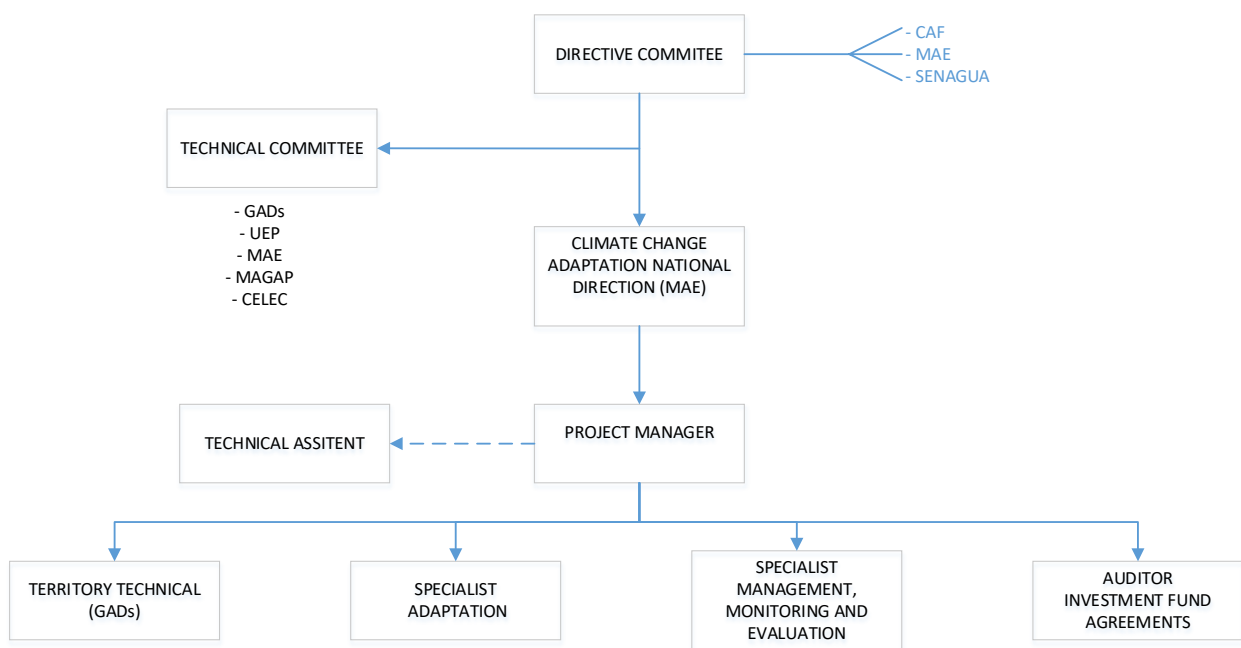 DIRECTIVE COMMITEE
- CAF
- MAE
- SENAGUA
TECHNICAL COMMITTEE
- GADs
- UEP
- MAE
- MAGAP
- CELEC
CLIMATE CHANGE
ADAPTATION NATIONAL
DIRECTION (MAE)
PROJECT MANAGER
TECHNICAL ASSITENT
TERRITORY TECHNICAL
(GADs)
SPECIALIST
ADAPTATION
SPECIALIST
MANAGEMENT,
MONITORING AND
EVALUATION
AUDITOR
INVESTMENT FUND
AGREEMENTS